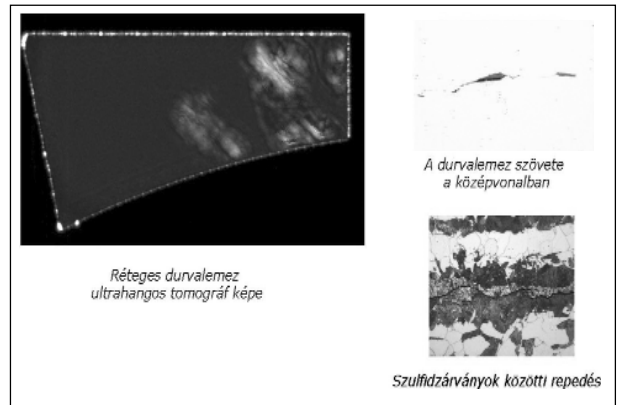 Réteges durvalemez
ultrahangos tomográf képe
A durvalemez szövete
a középvonalban
Szulfidzárványok közötti repedés